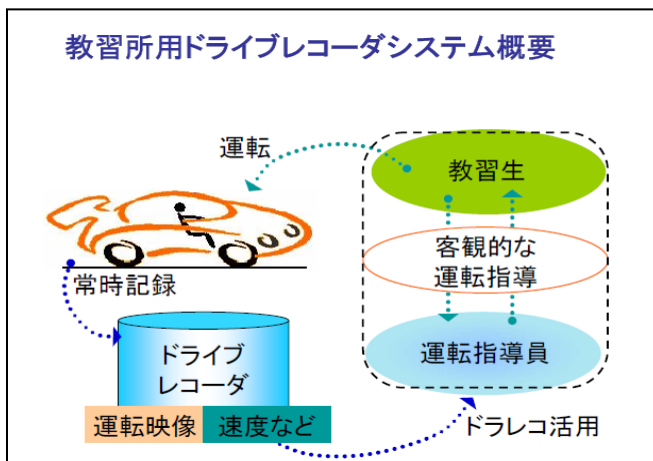 教習所用ドライブレコーダシステム概要
運転
教習生
客観的な
運転指導
常時記録
ドライブ
レコーダ
運転指導員
運転映像
速度など
ドラレコ活用